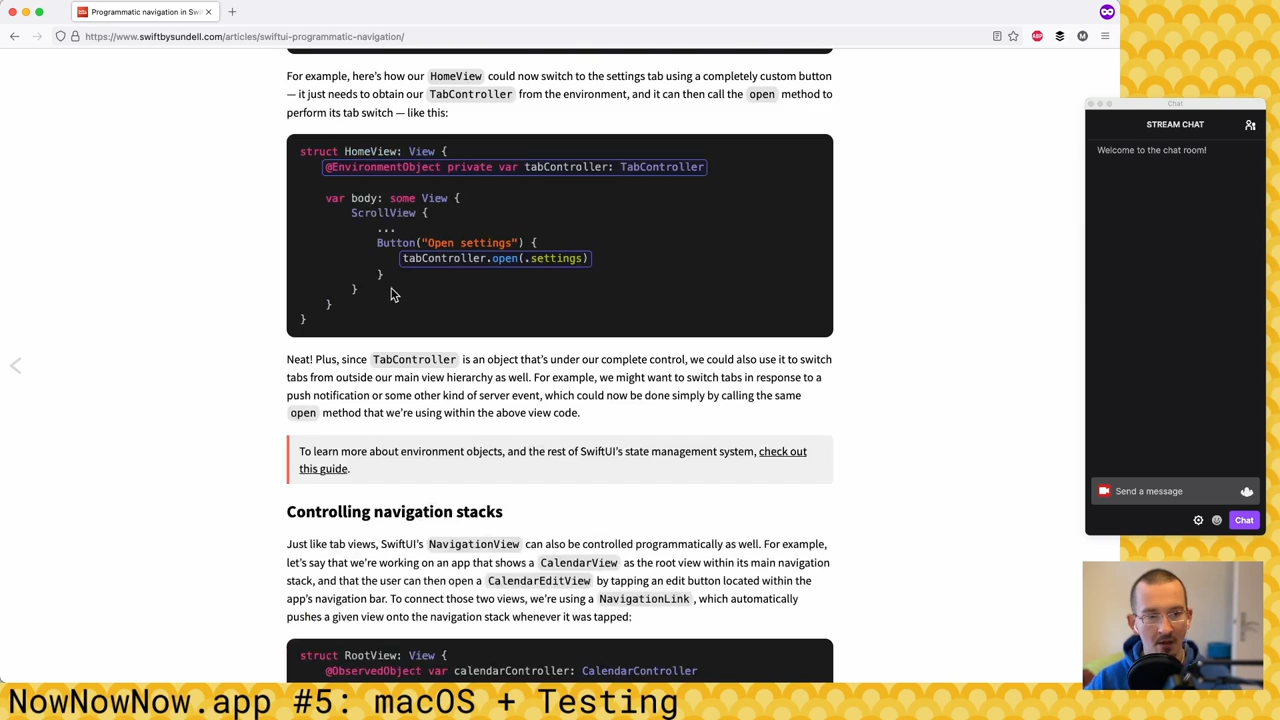 Programmatic navigation in Swi
https://www.swiftbysundell.com/articles/swiftui-programmatic-navigation/
ABP
M
For example, here's how our HomeView could now switch to the settings tab using a completely custom button
— it just needs to obtain our TabController from the environment, and it can then call the open method to
perform its tab switch — like this:
struct HomeView: View {
@EnvironmentObject private var tabController: TabController
var body: some View {
ScrollView {
...
Button("Open settings") {
tabController.open(.settings)
}
}
}
}
Neat! Plus, since TabController is an object that's under our complete control, we could also use it to switch
tabs from outside our main view hierarchy as well. For example, we might want to switch tabs in response to a
push notification or some other kind of server event, which could now be done simply by calling the same
open method that we're using within the above view code.
To learn more about environment objects, and the rest of SwiftUI's state management system, check out
this guide.
Controlling navigation stacks
Just like tab views, SwiftUI's NavigationView can also be controlled programmatically as well. For example,
let's say that we're working on an app that shows a CalendarView as the root view within its main navigation
stack, and that the user can then open a CalendarEditView by tapping an edit button located within the
app's navigation bar. To connect those two views, we're using a NavigationLink, which automatically
pushes a given view onto the navigation stack whenever it was tapped:
struct RootView: View {
@ObservedObject var calendarController: CalendarController
Chat
STREAM CHAT
Welcome to the chat room!
Send a message
Chat
NowNowNow.app #5: macOS + Testing